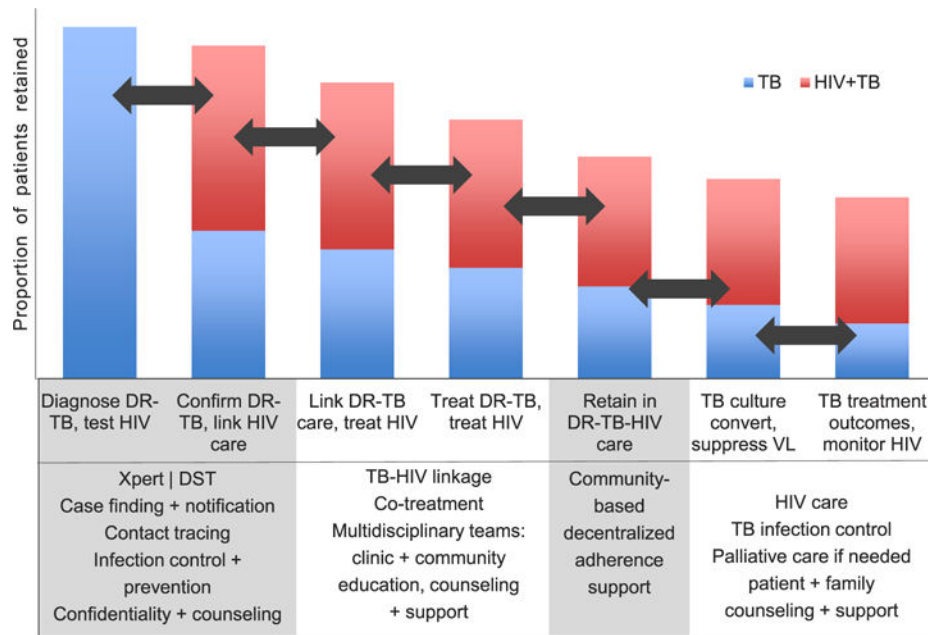 Proportion of patients retained
TB
HIV+TB
Diagnose DR-
TB, test HIV
Confirm DR-
TB, link HIV
care
Link DR-TB
care, treat HIV
Treat DR-TB,
treat HIV
Retain in
DR-TB-HIV
care
TB culture
convert,
suppress VL
TB treatment
outcomes,
monitor HIV
Xpert | DST
Case finding + notification
Contact tracing
Infection control +
prevention
Confidentiality + counseling
TB-HIV linkage
Co-treatment
Multidisciplinary teams:
clinic + community
education, counseling
+ support
Community-
based
decentralized
adherence
support
HIV care
TB infection control
Palliative care if needed
patient + family
counseling + support